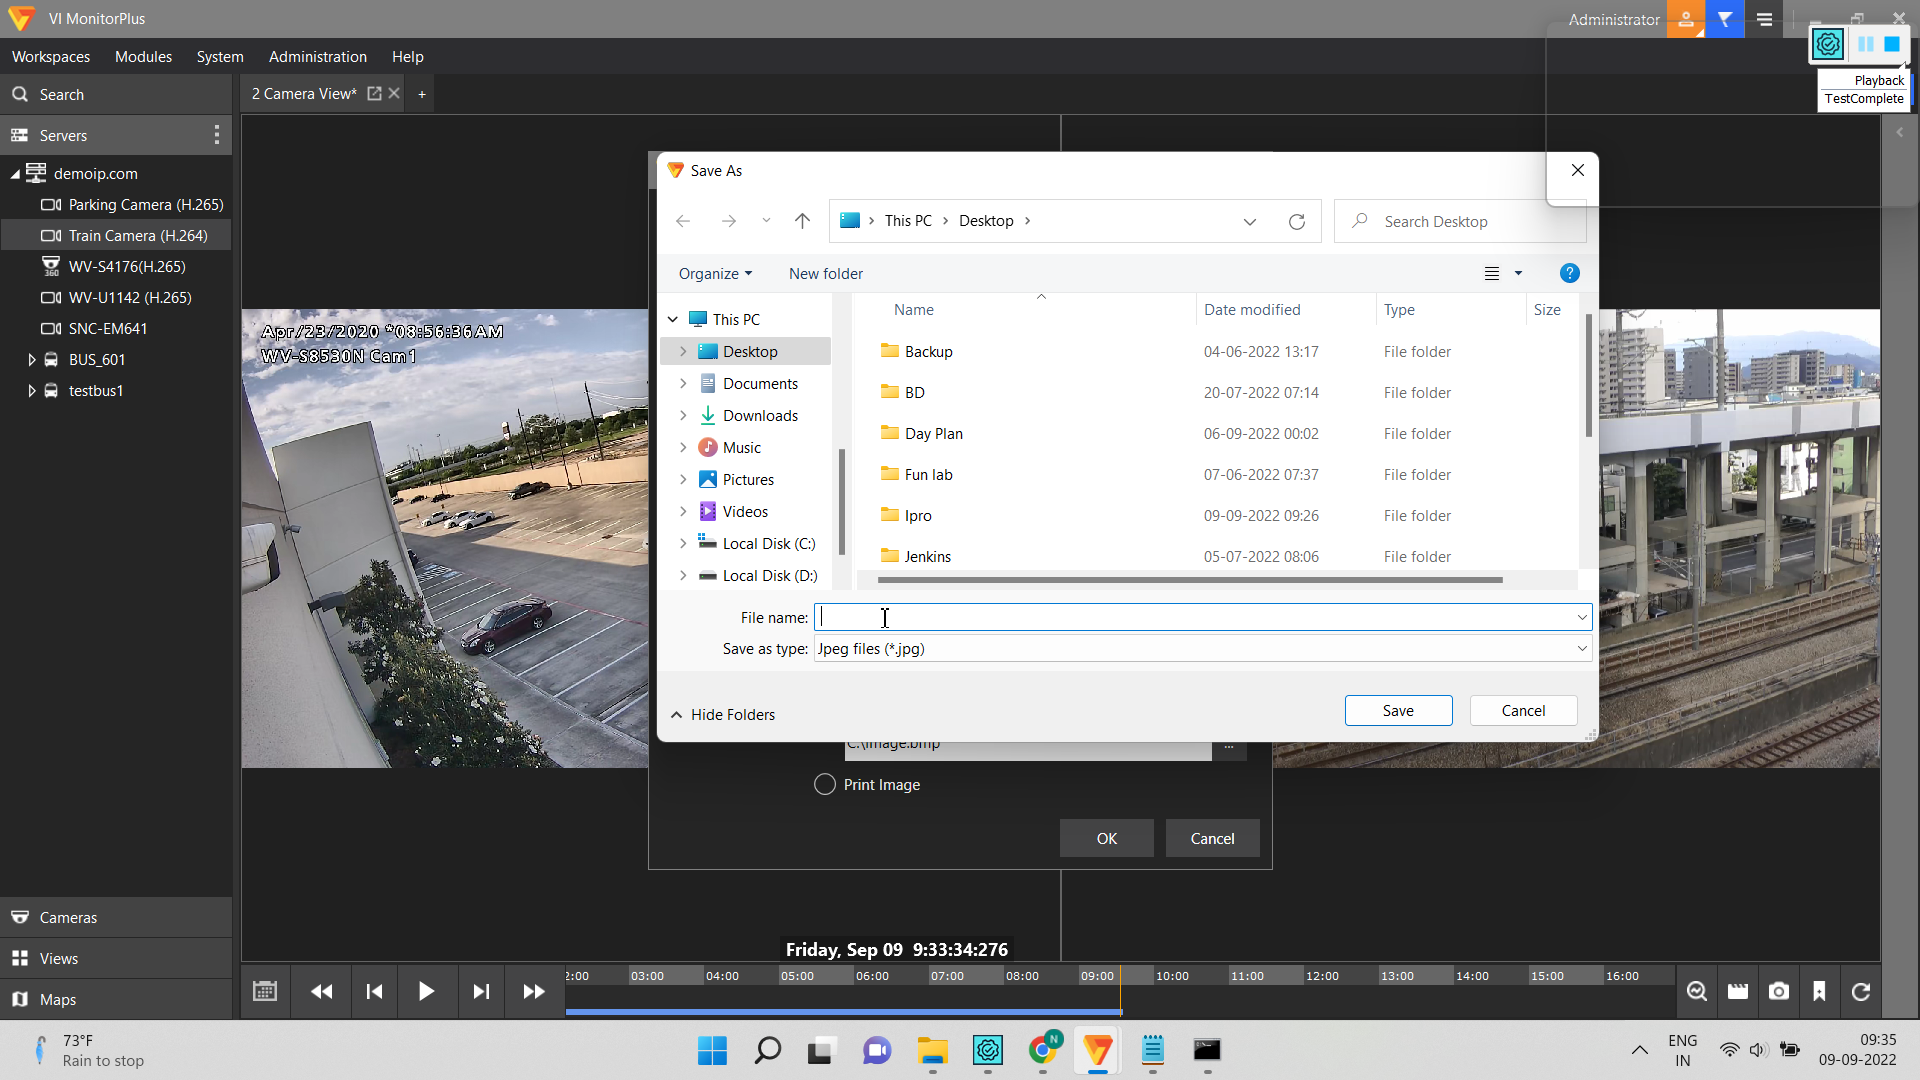 VI MonitorPlus
Administrator
Workspaces Modules System Administration Help
Playback
TestComplete
Search
2 Camera View* +
Servers
demoip.com
Parking Camera (H.265)
Train Camera (H.264)
360 WV-S4176(H.265)
WV-U1142 (H.265)
SNC-EM641
BUS_601
testbus1
Apr/23/2020 *08:56:36AM
WV-S8530N Cam1
Save As
This PC > Desktop >
Search Desktop
Organize New folder ?
This PC
Desktop
Documents
Downloads
Music
Pictures
Videos
Local Disk (C:)
Local Disk (D:)
Name Date modified Type Size
Backup 04-06-2022 13:17 File folder
BD 20-07-2022 07:14 File folder
Day Plan 06-09-2022 00:02 File folder
Fun lab 07-06-2022 07:37 File folder
Ipro 09-09-2022 09:26 File folder
Jenkins 05-07-2022 08:06 File folder
File name:
Save as type: Jpeg files (*.jpg)
Hide Folders
Save Cancel
C:\Image.bmp ...
Print Image
OK Cancel
Cameras
Views
Maps
Friday, Sep 09 9:33:34:276
2:00 03:00 04:00 05:00 06:00 07:00 08:00 09:00 10:00 11:00 12:00 13:00 14:00 15:00 16:00
73°F
Rain to stop
N
ENG
IN
09:35
09-09-2022